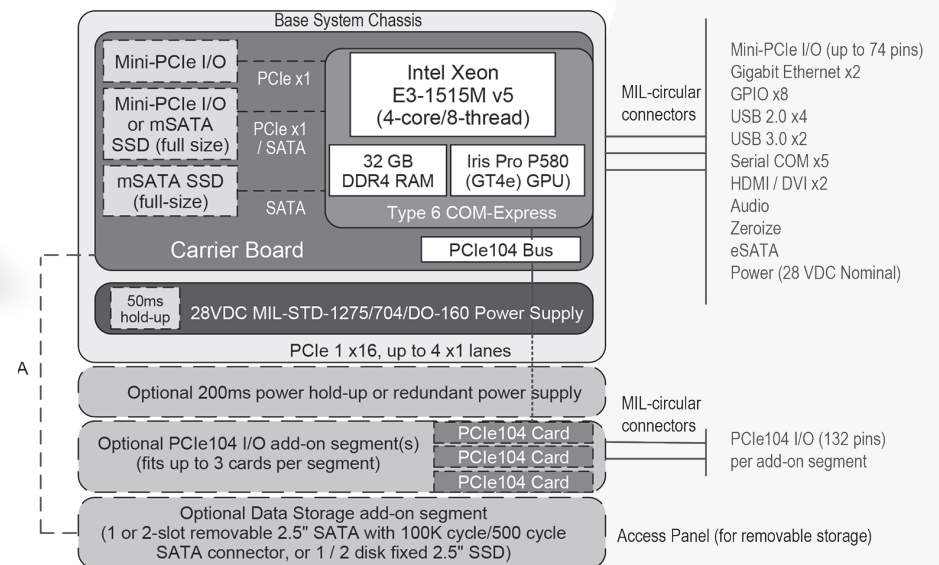 Base System Chassis
Mini-PCIe I/O
PCIe x1
Mini-PCIe I/O
or mSATA
SSD (full size)
PCIe x1
/ SATA
mSATA SSD
(full-size)
SATA
Intel Xeon
E3-1515M v5
(4-core/8-thread)
32 GB
DDR4 RAM
Iris Pro P580
(GT4e) GPU)
Type 6 COM-Express
Carrier Board
PCIe104 Bus
50ms
hold-up
28VDC MIL-STD-1275/704/DO-160 Power Supply
PCIe 1 x16, up to 4 x1 lanes
A
Optional 200ms power hold-up or redundant power supply
Optional PCIe104 I/O add-on segment(s)
(fits up to 3 cards per segment)
PCIe104 Card
PCIe104 Card
PCIe104 Card
Optional Data Storage add-on segment
(1 or 2-slot removable 2.5" SATA with 100K cycle/500 cycle
SATA connector, or 1 / 2 disk fixed 2.5" SSD)
MIL-circular
connectors
Mini-PCIe I/O (up to 74 pins)
Gigabit Ethernet x2
GPIO x8
USB 2.0 x4
USB 3.0 x2
Serial COM x5
HDMI / DVI x2
Audio
Zeroize
eSATA
Power (28 VDC Nominal)
MIL-circular
connectors
PCIe104 I/O (132 pins)
per add-on segment
Access Panel (for removable storage)